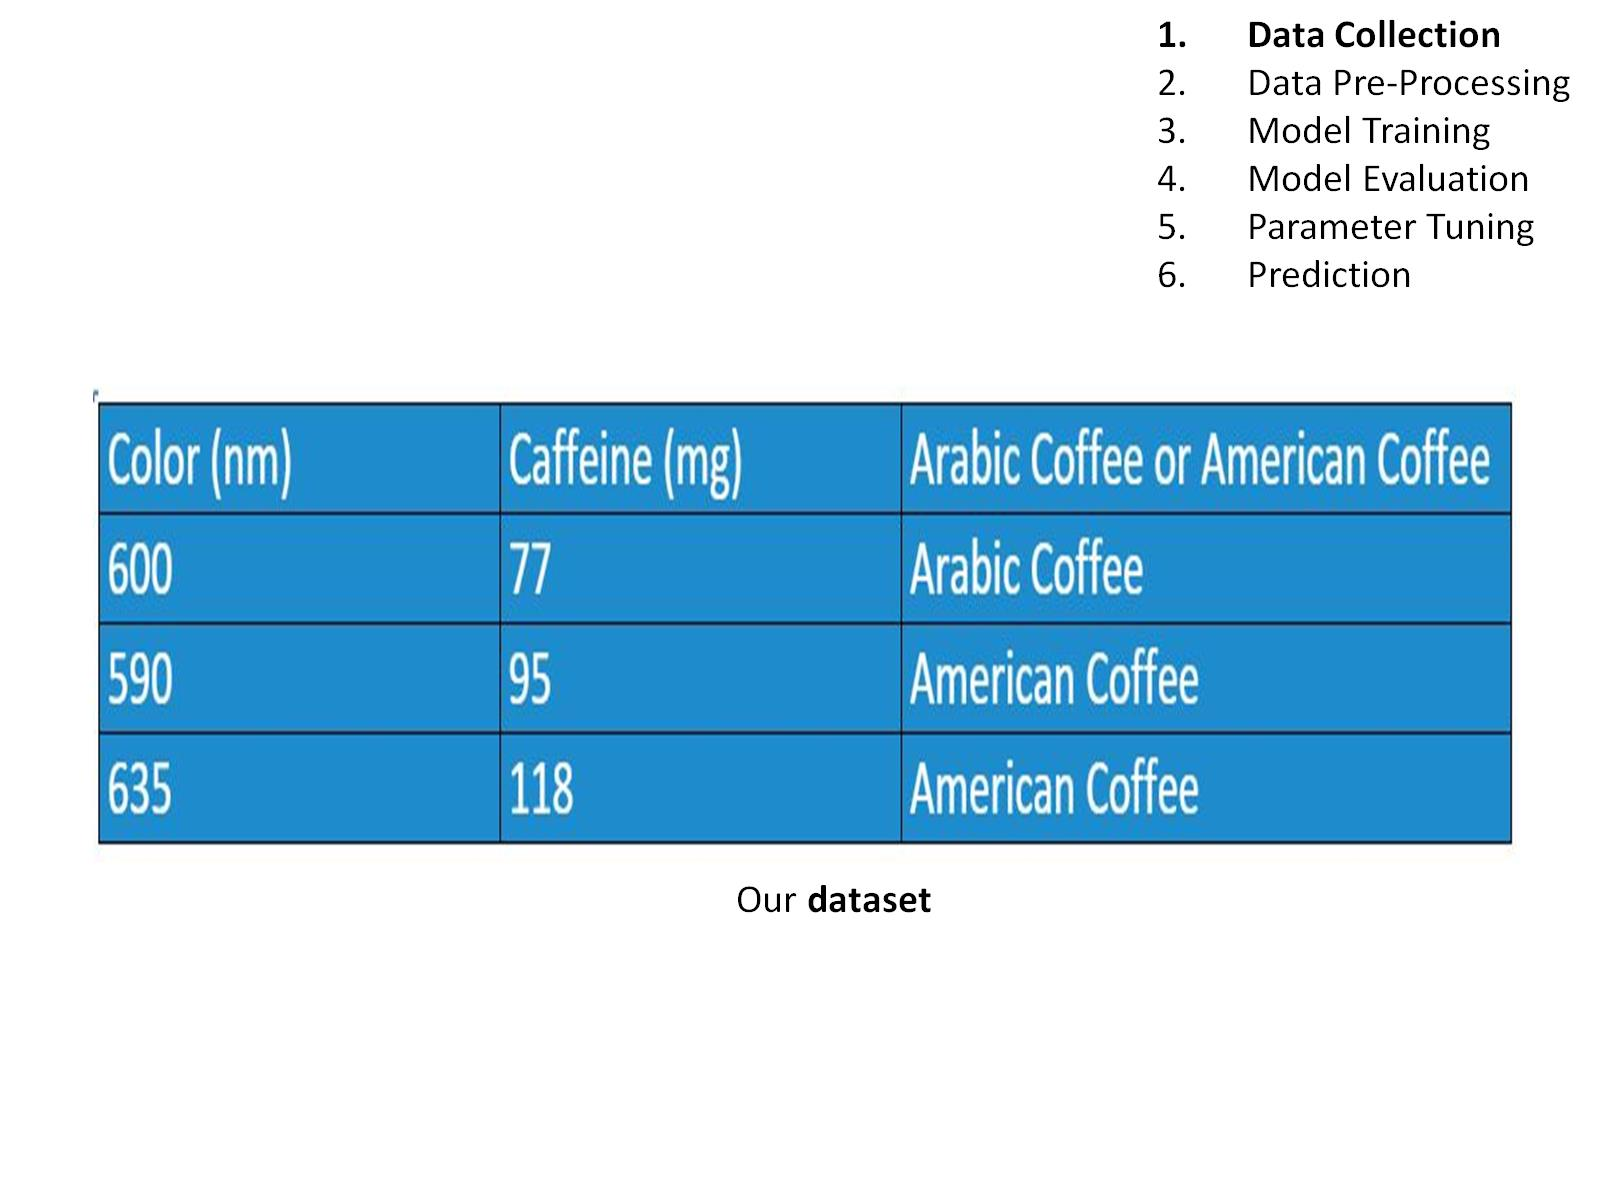 1. Data Collection
2. Data Pre-Processing
3. Model Training
4. Model Evaluation
5. Parameter Tuning
6. Prediction
Color (nm) Caffeine (mg) Arabic Coffee or American Coffee
600 77 Arabic Coffee
590 95 American Coffee
635 118 American Coffee
Our dataset